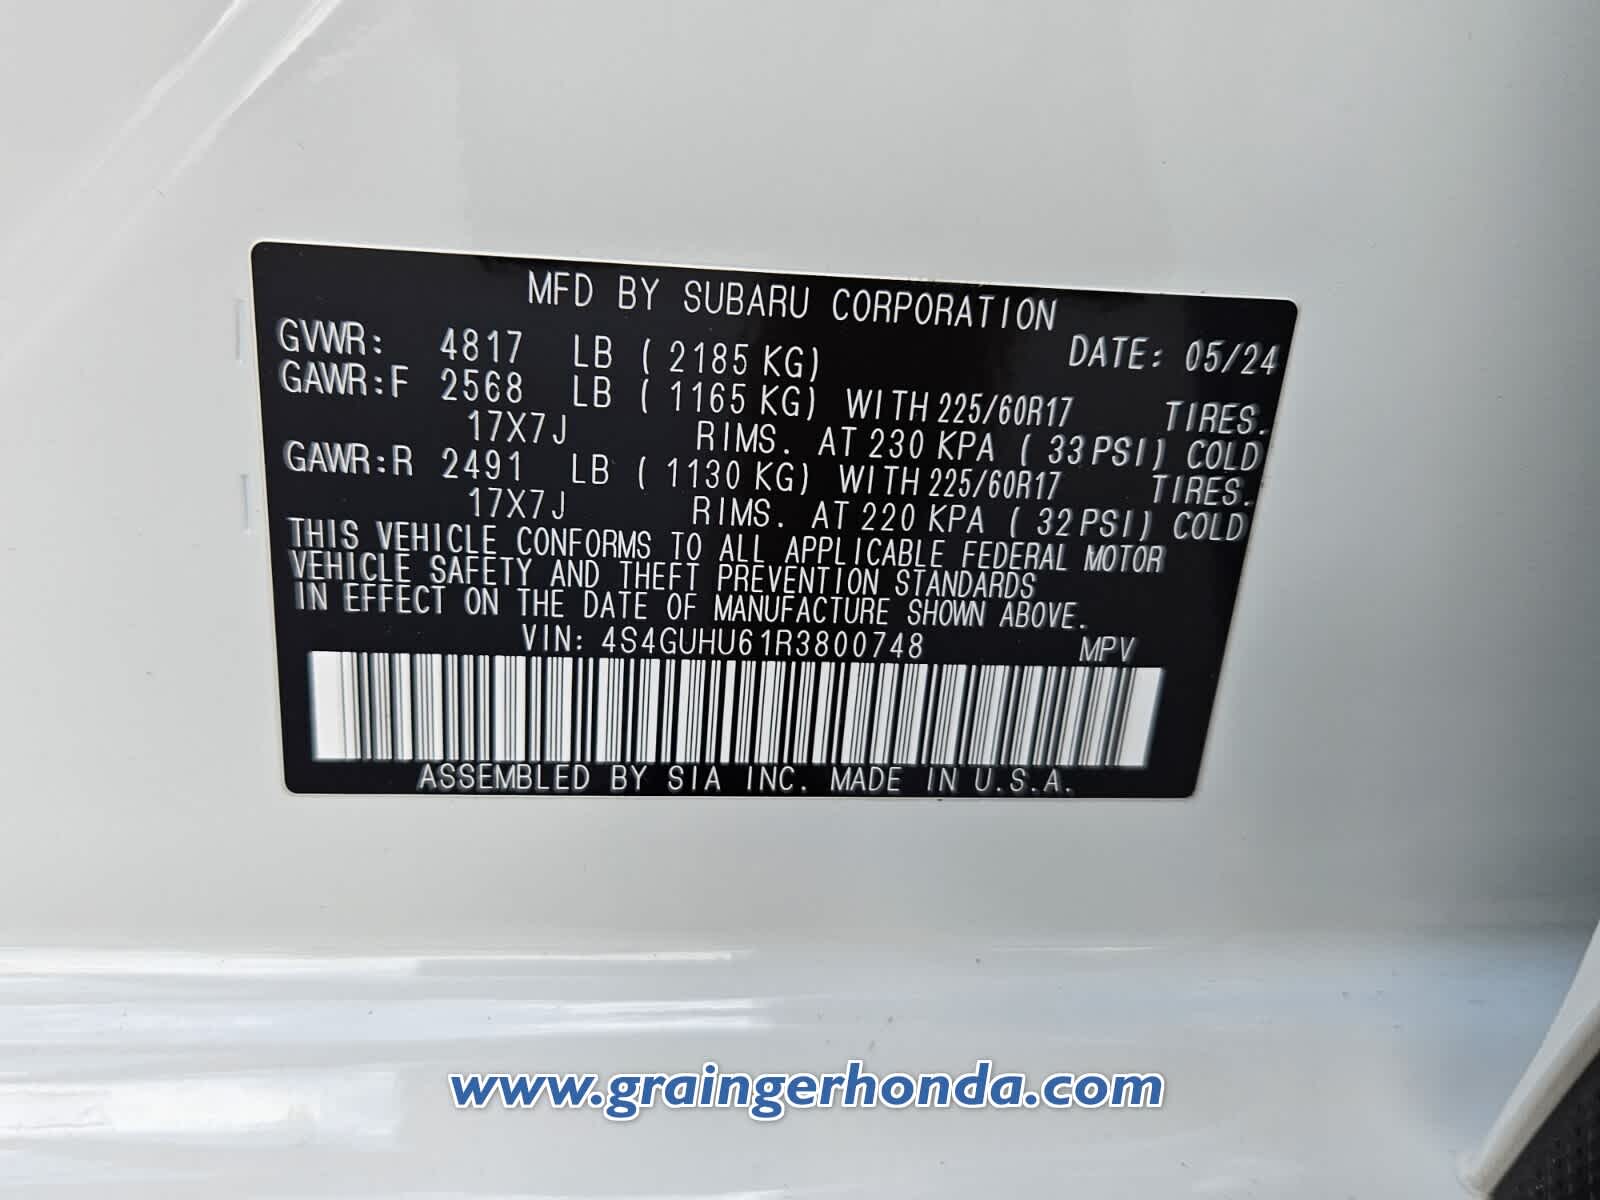 MFD BY SUBARU CORPORATION
GVWR: 4817 LB ( 2185 KG) DATE: 05/24
GAWR:F 2568 LB ( 1165 KG) WITH 225/60R17 TIRES.
17X7J RIMS. AT 230 KPA ( 33 PSI) COLD
GAWR:R 2491 LB ( 1130 KG) WITH 225/60R17 TIRES.
17X7J RIMS. AT 220 KPA ( 32 PSI) COLD
THIS VEHICLE CONFORMS TO ALL APPLICABLE FEDERAL MOTOR
VEHICLE SAFETY AND THEFT PREVENTION STANDARDS
IN EFFECT ON THE DATE OF MANUFACTURE SHOWN ABOVE.
VIN: 4S4GUHU61R3800748 MPV
ASSEMBLED BY SIA INC. MADE IN U.S.A.
www.graingerhonda.com